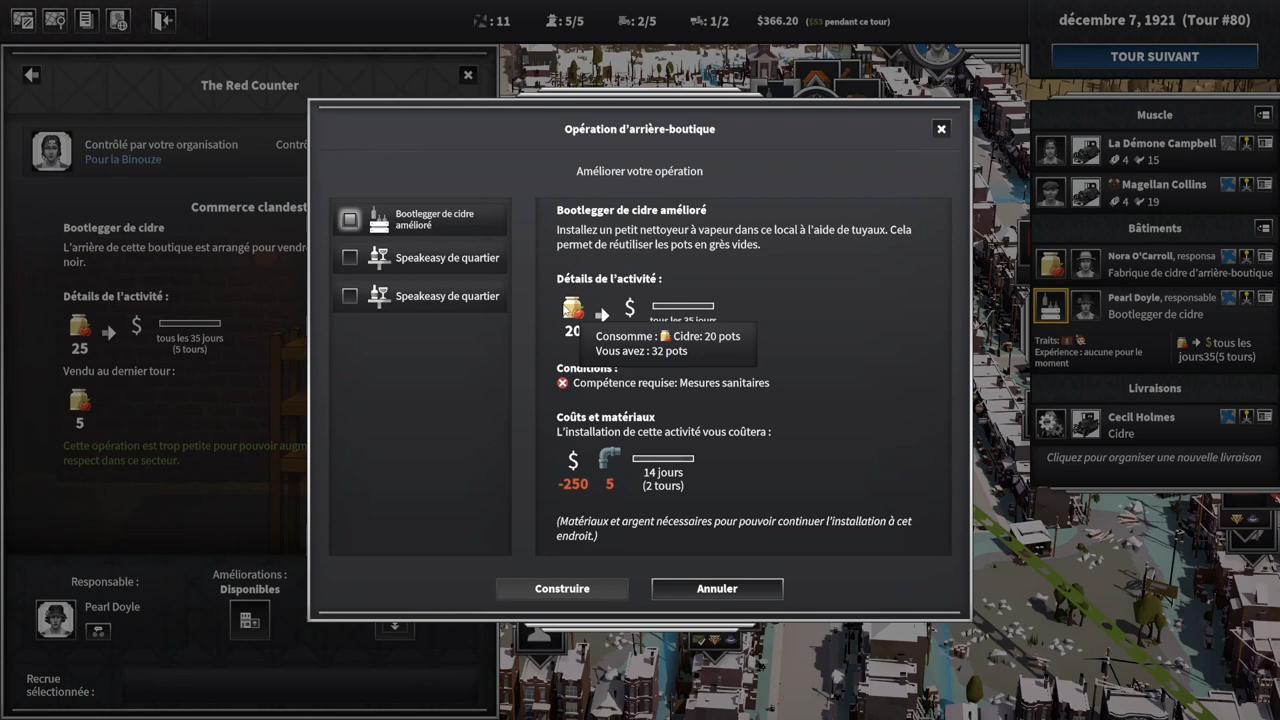 : 11
: 5/5
: 2/5
: 1/2
$366.20 ($53 pendant ce tour)
décembre 7, 1921 (Tour #80)
TOUR SUIVANT
The Red Counter
Contrôlé par votre organisation
Pour la Binouze
Contrô
Commerce clandest
Bootlegger de cidre
L'arrière de cette boutique est arrangé pour vendr
noir.
Détails de l'activité :
$
25
tous les 35 jours
(5 tours)
Vendu au dernier tour :
5
Cette opération est trop petite pour pouvoir augm
respect dans ce secteur.
Responsable :
Pearl Doyle
Améliorations :
Disponibles
Recrue
sélectionnée :
Opération d'arrière-boutique
Améliorer votre opération
Bootlegger de cidre
amélioré
Speakeasy de quartier
Speakeasy de quartier
Bootlegger de cidre amélioré
Installez un petit nettoyeur à vapeur dans ce local à l'aide de tuyaux. Cela
permet de réutiliser les pots en grès vides.
Détails de l'activité :
$
20
tous les 35 jours
Consomme : Cidre: 20 pots
Vous avez : 32 pots
Conditions :
Compétence requise: Mesures sanitaires
Coûts et matériaux
L'installation de cette activité vous coûtera :
$
-250
5
14 jours
(2 tours)
(Matériaux et argent nécessaires pour pouvoir continuer l'installation à cet
endroit.)
Construire
Annuler
Muscle
La Démone Campbell
4 15
Magellan Collins
4 19
Bâtiments
Nora O'Carroll, responsa
Fabrique de cidre d'arrière-boutique
Pearl Doyle, responsable
Bootlegger de cidre
Traits:
Expérience : aucune pour le
moment
$ tous les
jours35(5 tours)
Livraisons
Cecil Holmes
Cidre
Cliquez pour organiser une nouvelle livraison